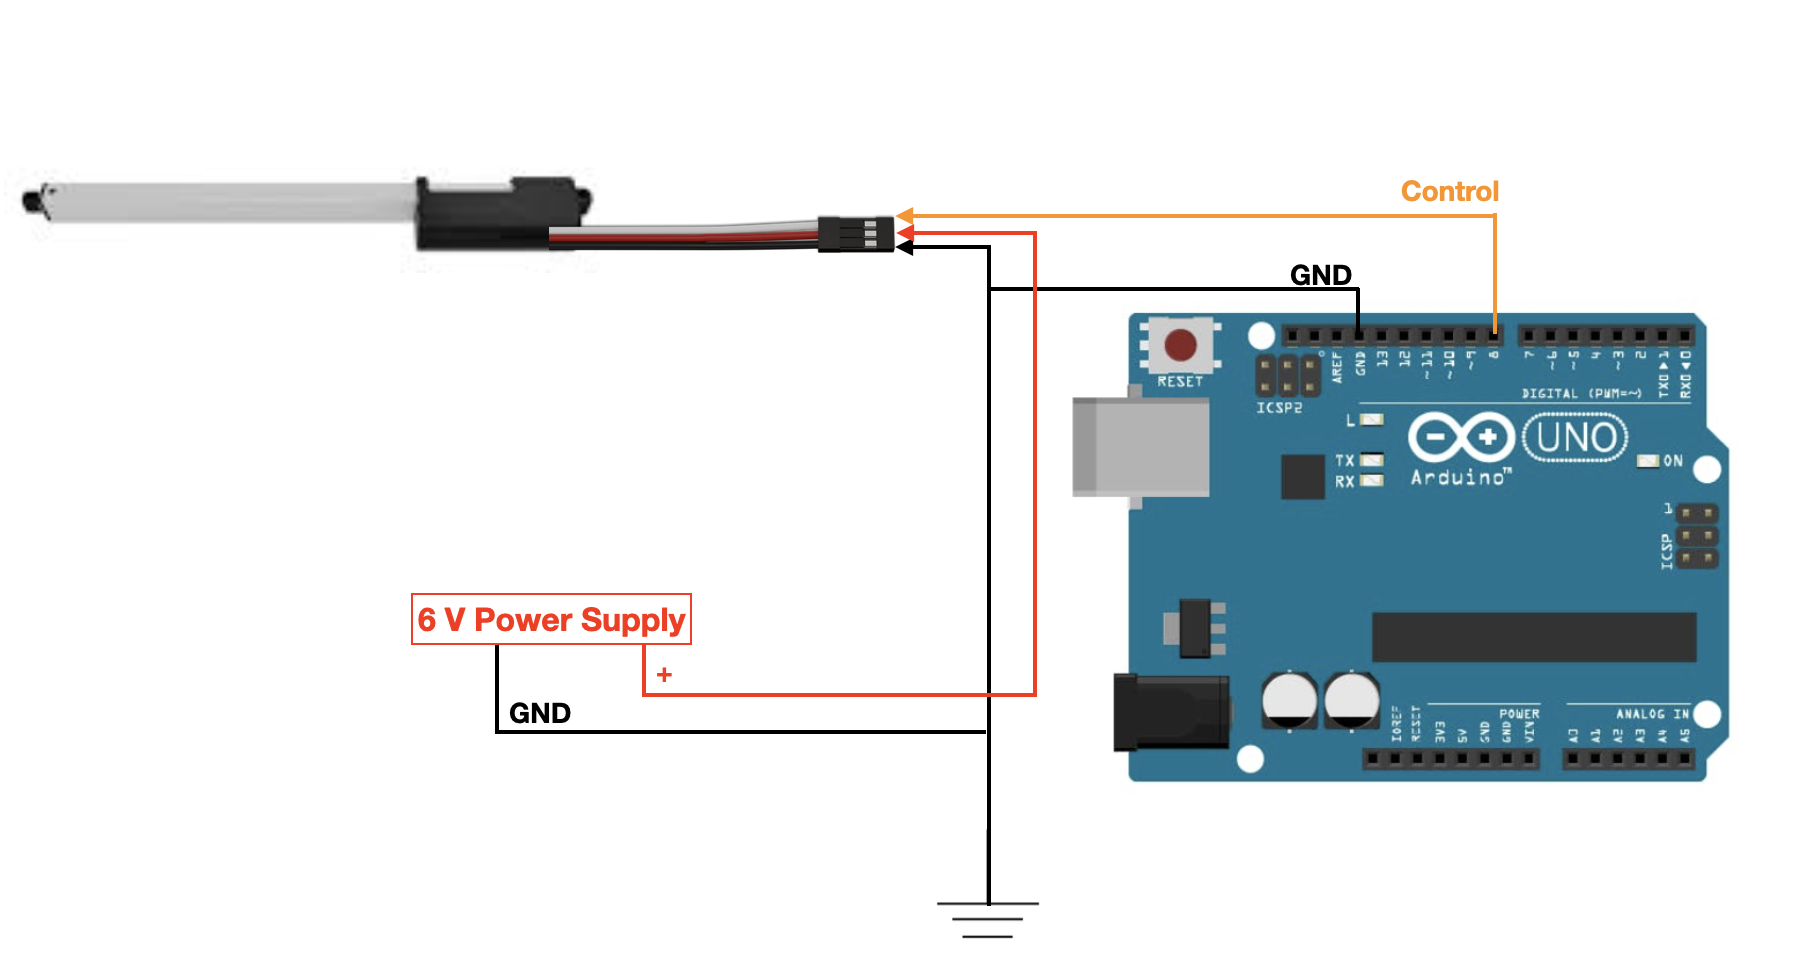 Control
GND
RESET
AREF
GND
13
12
~11
~10
~9
8
7
~6
~5
4
~3
2
TX0▶1
RX0◀0
DIGITAL (PWM=~)
ICSP2
L
TX
RX
UNO
Arduino™
ON
1
ICSP
6 V Power Supply
+
GND
IOREF
RESET
3V3
5V
GND
GND
VIN
POWER
ANALOG IN
A0
A1
A2
A3
A4
A5